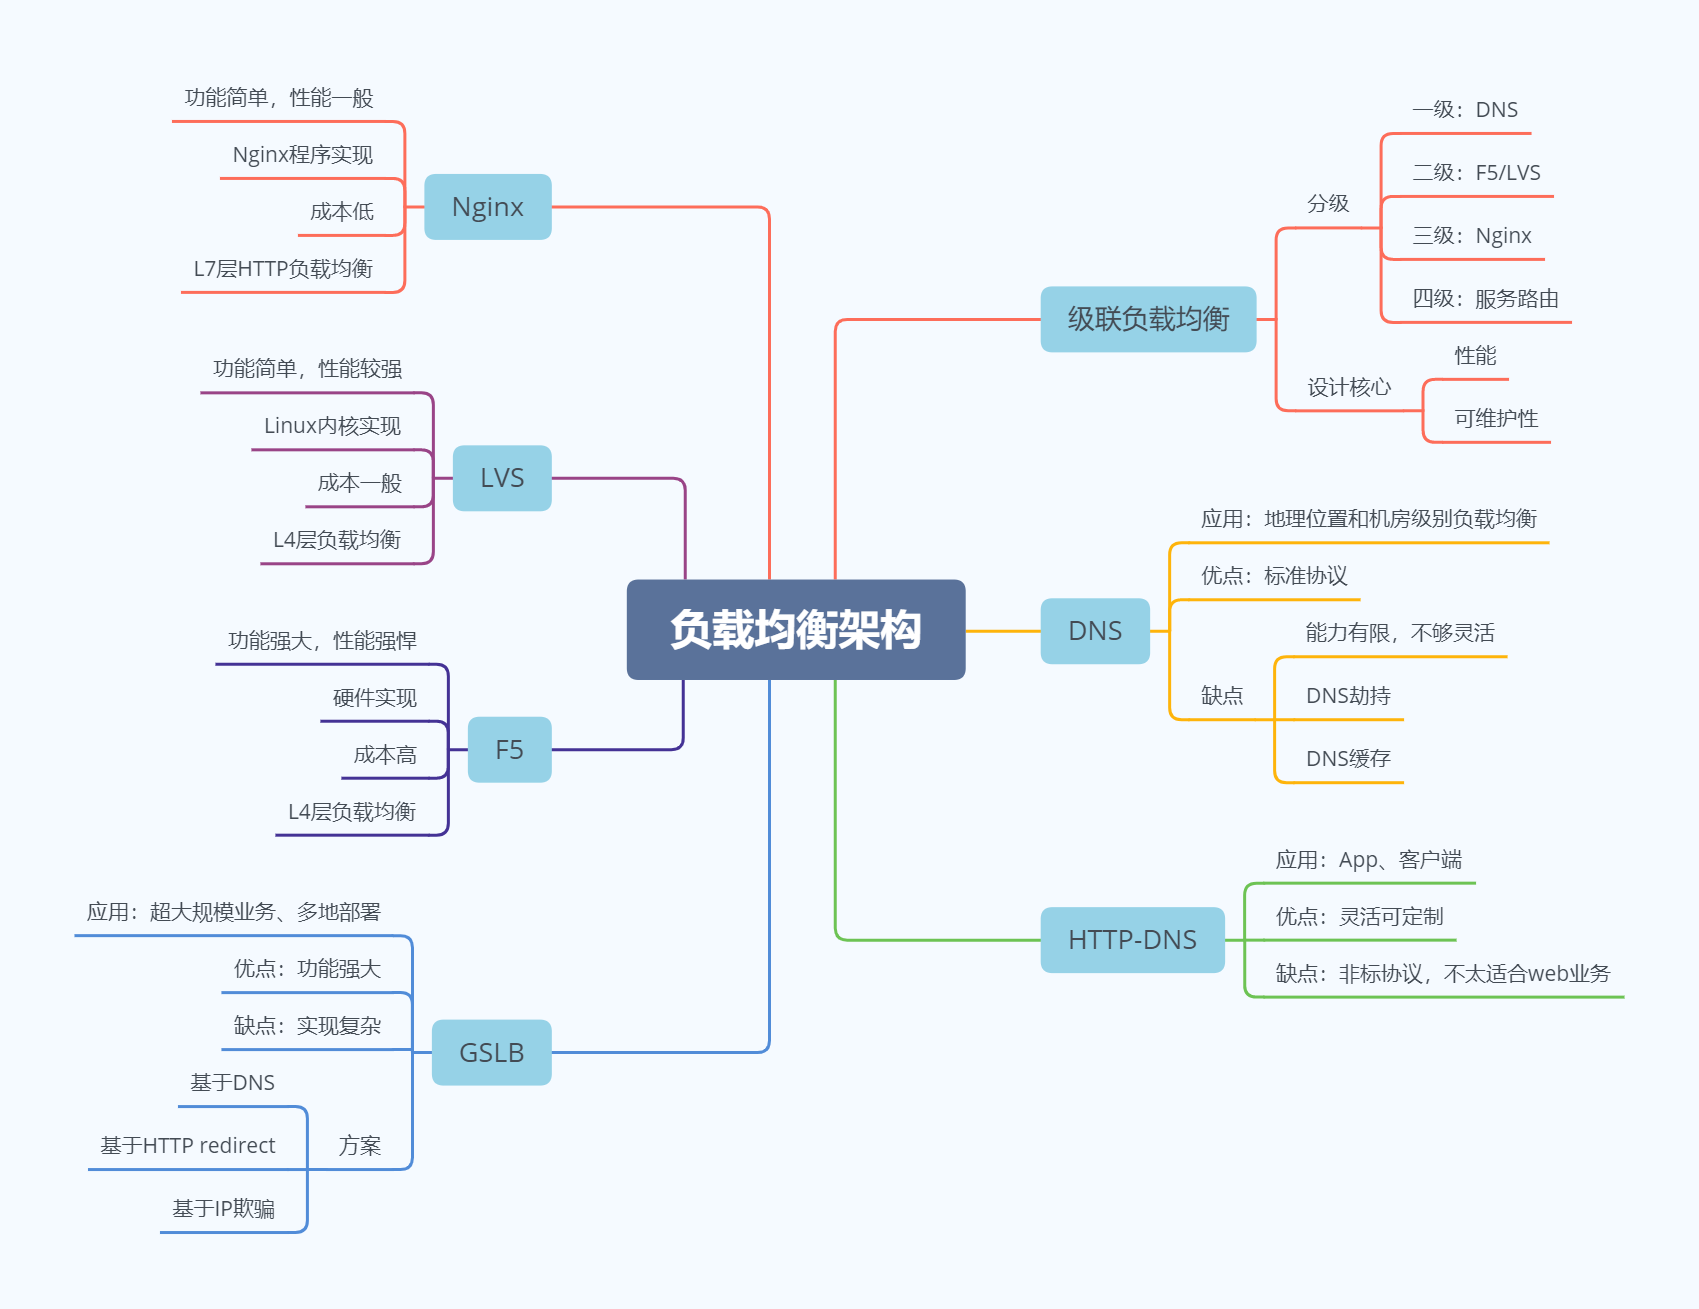 负载均衡架构
级联负载均衡
分级
一级：DNS
二级：F5/LVS
三级：Nginx
四级：服务路由
设计核心
性能
可维护性
DNS
应用：地理位置和机房级别负载均衡
优点：标准协议
缺点
能力有限，不够灵活
DNS劫持
DNS缓存
HTTP-DNS
应用：App、客户端
优点：灵活可定制
缺点：非标协议，不太适合web业务
Nginx
功能简单，性能一般
Nginx程序实现
成本低
L7层HTTP负载均衡
LVS
功能简单，性能较强
Linux内核实现
成本一般
L4层负载均衡
F5
功能强大，性能强悍
硬件实现
成本高
L4层负载均衡
GSLB
应用：超大规模业务、多地部署
优点：功能强大
缺点：实现复杂
方案
基于DNS
基于HTTP redirect
基于IP欺骗